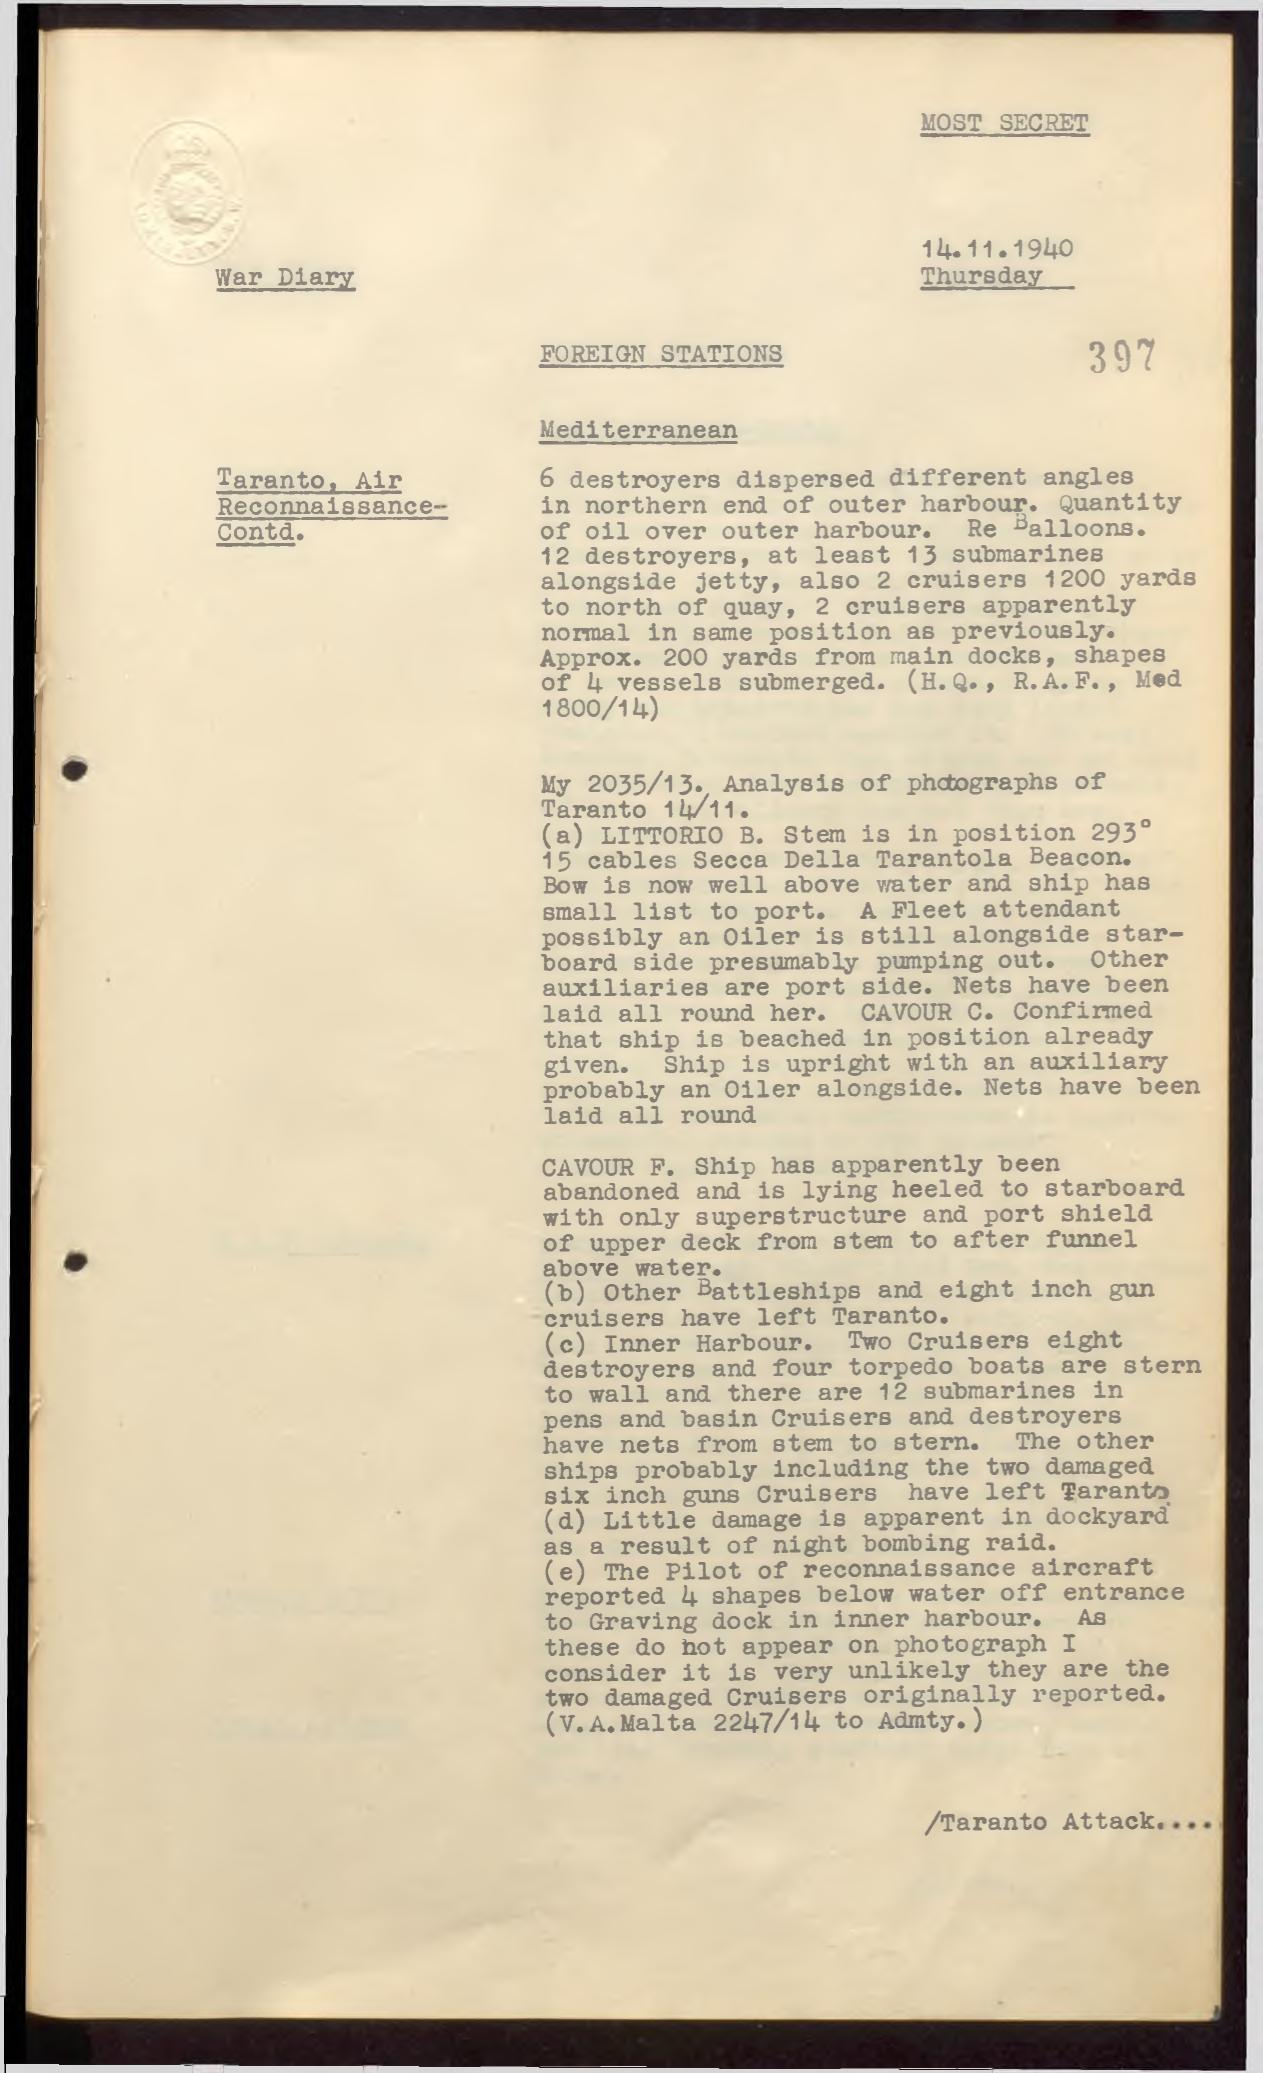 MOST SECRET
14.11.1940
War Diary
Thursday
FOREIGN STATIONS
397
Mediterranean
Taranto, Air
Reconnaissance-
Contd.
6 destroyers dispersed different angles
in northern end of outer harbour. Quantity
of oil over outer harbour. Re Balloons.
12 destroyers, at least 13 submarines
alongside jetty, also 2 cruisers 1200 yards
to north of quay, 2 cruisers apparently
normal in same position as previously.
Approx. 200 yards from main docks, shapes
of 4 vessels submerged. (H.Q., R.A.F., Med
1800/14)
My 2035/13. Analysis of photographs of
Taranto 14/11.
(a) LITTORIO B. Stem is in position 293°
15 cables Secca Della Tarantola Beacon.
Bow is now well above water and ship has
small list to port. A Fleet attendant
possibly an Oiler is still alongside star-
board side presumably pumping out. Other
auxiliaries are port side. Nets have been
laid all round her. CAVOUR C. Confirmed
that ship is beached in position already
given. Ship is upright with an auxiliary
probably an Oiler alongside. Nets have been
laid all round
CAVOUR F. Ship has apparently been
abandoned and is lying heeled to starboard
with only superstructure and port shield
of upper deck from stem to after funnel
above water.
(b) Other Battleships and eight inch gun
cruisers have left Taranto.
(c) Inner Harbour. Two Cruisers eight
destroyers and four torpedo boats are stern
to wall and there are 12 submarines in
pens and basin Cruisers and destroyers
have nets from stem to stern. The other
ships probably including the two damaged
six inch guns Cruisers have left Taranto
(d) Little damage is apparent in dockyard
as a result of night bombing raid.
(e) The Pilot of reconnaissance aircraft
reported 4 shapes below water off entrance
to Graving dock in inner harbour. As
these do not appear on photograph I
consider it is very unlikely they are the
two damaged Cruisers originally reported.
(V.A.Malta 2247/14 to Admty.)
/Taranto Attack....